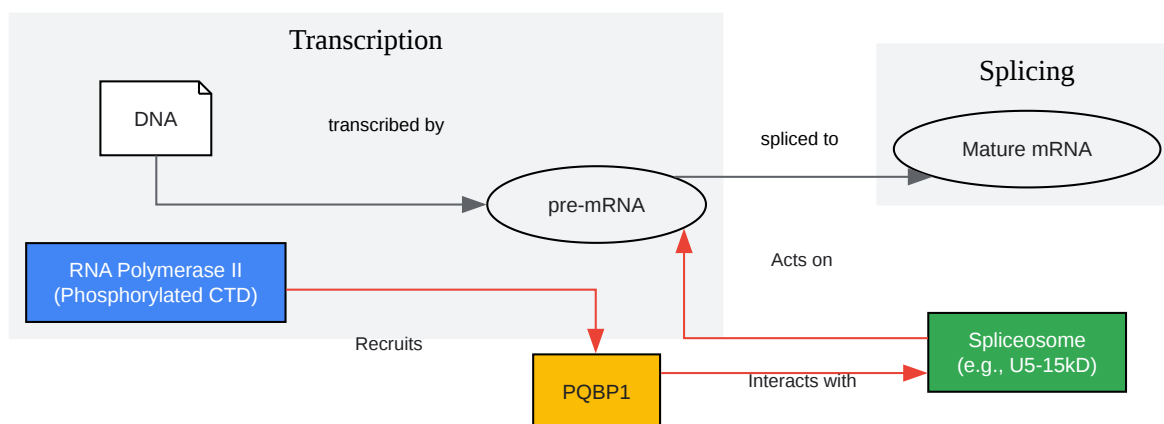 Transcription
Splicing
DNA
transcribed by
spliced to
Mature mRNA
pre-mRNA
RNA Polymerase II
(Phosphorylated CTD)
Acts on
Recruits
Spliceosome
(e.g., U5-15kD)
PQBP1
Interacts with